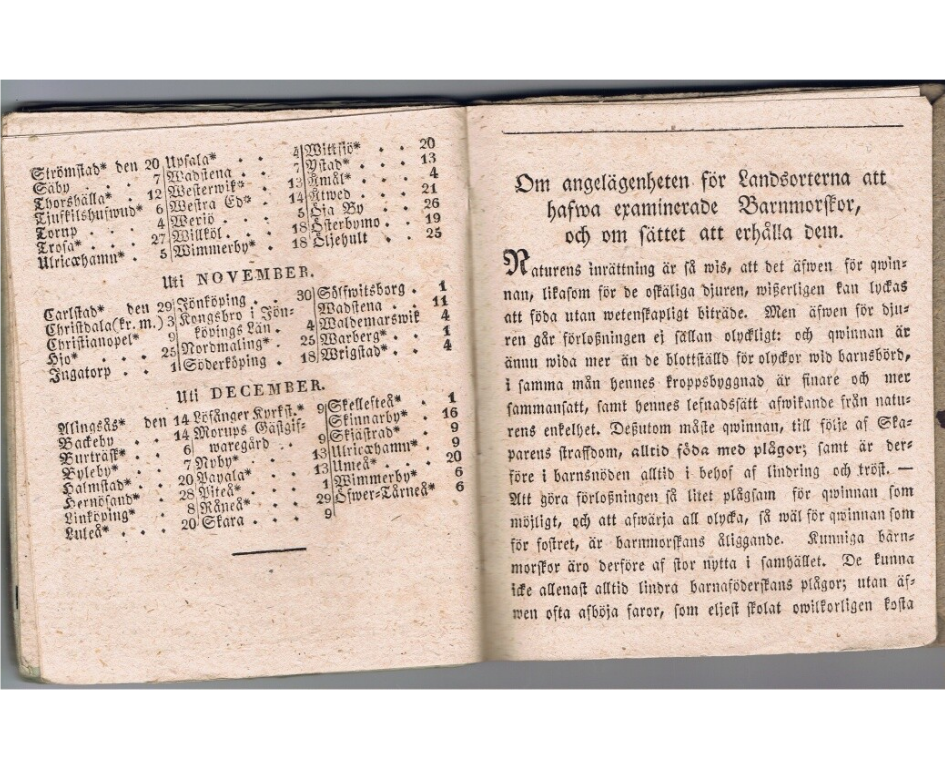 Strömstad* den 20
Säby . . . 7
Thorshälla* . 12
Tjuskilshufwud* 6
Torup . . . 4
Trosa* . . . 27
Ulricæhamn* . 5
Upsala* . . 4
Wadstena . . 7
Westerwik* . 13
Westra Ed* . 14
Wexiö . . . 5
Willköl . . . 18
Wimmerby* . 18
Wittsjö* . . 20
Ystad* . . . 13
Åmål* . . . 4
Åtwed . . . 21
Öja By . . . 26
Österbymo . . 19
Öljehult . . 25
Uti NOVEMBER.
Carlstad* den 29
Christdala (kr. m.) 3
Christianopel* 9
Hjo* . . . 25
Ingatorp . . . 1
Jönköping . . 30
Kongsbro i Jön-
köpings Län . 4
Nordmaling* . 25
Söderköping . 18
Sölfwitsborg . 1
Wadstena . . 11
Waldemarswik 4
Warberg* . . 1
Wrigstad* . . 4
Uti DECEMBER.
Alingsås* den 14
Backeby . . 14
Burträsk* . . 6
Byleby* . . 7
Halmstad* . . 20
Hernösand* . 28
Linköping* . 8
Luleå* . . . 20
Lösånger Kyrkst.* 9
Morups Gästgif-
waregård . . 9
Nyby* . . . 13
Vayala* . . 1
Piteå* . . . 29
Råneå* . .
Skara . . . . 9
Skellefteå* . 1
Skinnarby* . 16
Skjästrad* . 9
Ulricæhamn* . 9
Umeå* . . . 20
Wimmerby* . 6
Öfwer-Tårneå* 6
Om angelägenheten för Landsorterna att
hafwa examinerade Barnmorskor,
och om sättet att erhålla dem.
Naturens inrättning är så wis, att det äfwen för qwin-
nan, likasom för de oskäliga djuren, wißerligen kan lyckas
att föda utan wetenskapligt biträde. Men äfwen för dju-
ren går förloßningen ej sällan olyckligt: och qwinnan är
ännu wida mer än de blottställd för olyckor wid barnsbörd,
i samma mån hennes kroppsbyggnad är finare och mer
sammansatt, samt hennes lefnadssätt afwikande från natu-
rens enkelhet. Deßutom måste qwinnan, till följe af Ska-
parens straffdom, alltid föda med plågor; samt är der-
före i barnsnöden alltid i behof af lindring och tröst. —
Att göra förloßningen så litet plågsam för qwinnan som
möjligt, och att afwärja all olycka, så wäl för qwinnan som
för fostret, är barnmorskans åliggande. Kunniga barn-
morskor äro derföre af stor nytta i samhället. De kunna
icke allenast alltid lindra barnaföderskans plågor; utan äf-
wen ofta afböja faror, som eljest skolat owilkorligen kosta